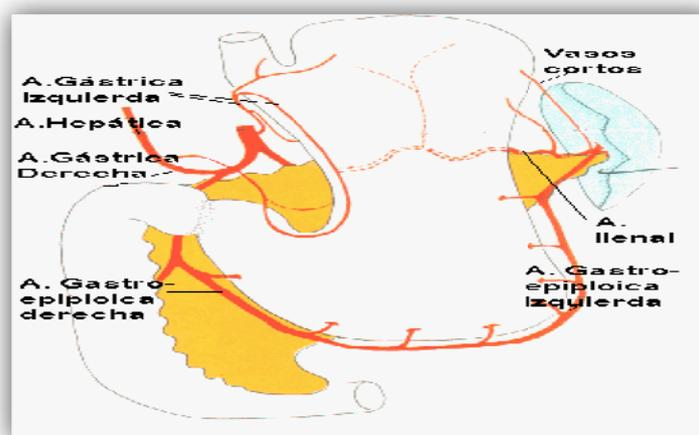 A.Gástrica
Izquierda
A.Hepática
A.Gástrica
Derecha
A. Gastro-
epiploica
derecha
Vasos
cortos
A.
Ilenal
A. Gastro-
epiploica
Izquierda